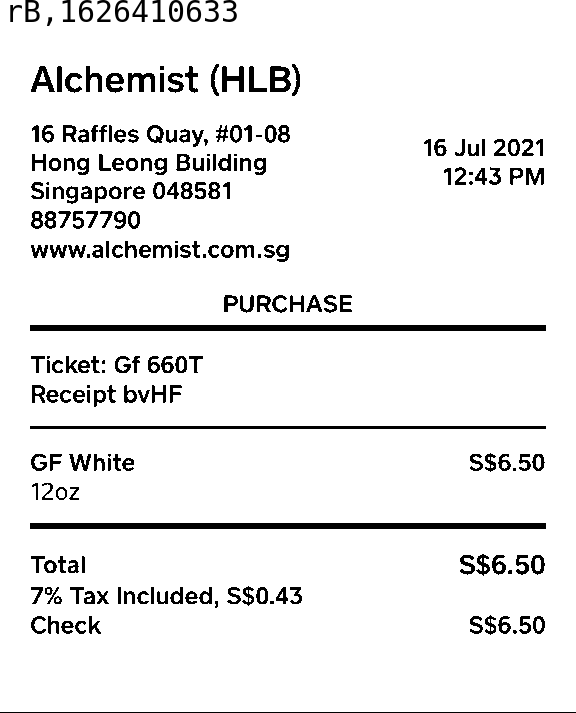 rB,1626410633
Alchemist (HLB)
16 Raffles Quay, #01-08
Hong Leong Building
Singapore 048581
88757790
www.alchemist.com.sg
16 Jul 2021
12:43 PM
PURCHASE
Ticket: Gf 660T
Receipt bvHF
GF White S$6.50
12oz
Total S$6.50
7% Tax Included, S$0.43
Check S$6.50